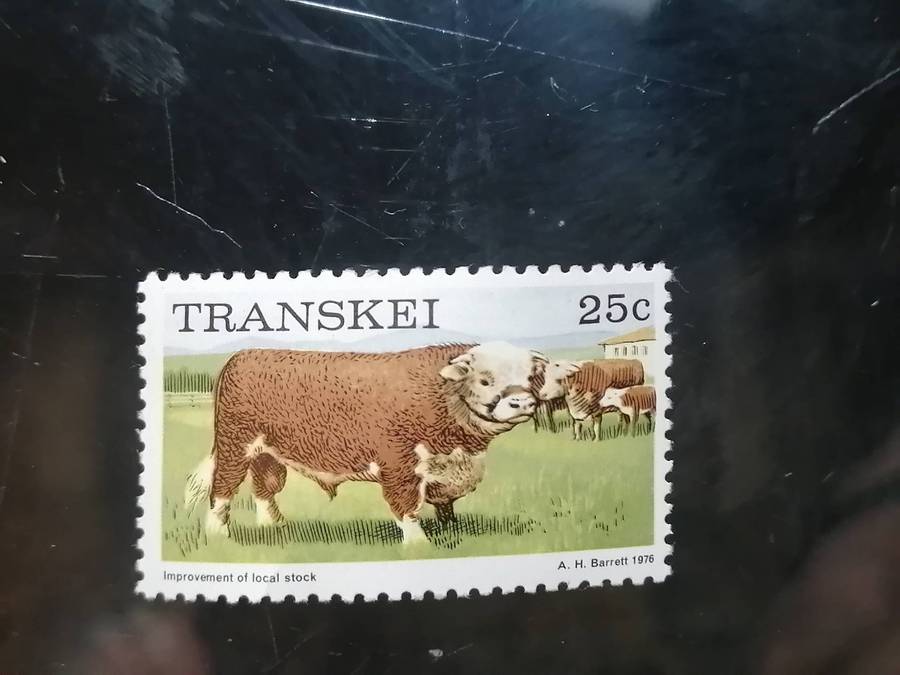 TRANSKEI 25c
Improvement of local stock A. H. Barrett 1976